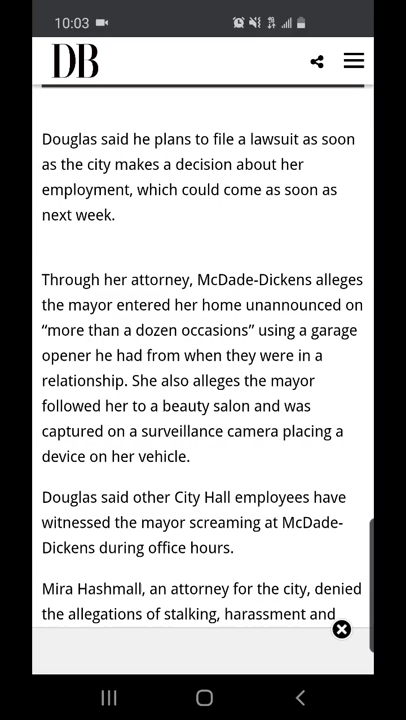 10:03
DB
Douglas said he plans to file a lawsuit as soon
as the city makes a decision about her
employment, which could come as soon as
next week.
Through her attorney, McDade-Dickens alleges
the mayor entered her home unannounced on
“more than a dozen occasions” using a garage
opener he had from when they were in a
relationship. She also alleges the mayor
followed her to a beauty salon and was
captured on a surveillance camera placing a
device on her vehicle.
Douglas said other City Hall employees have
witnessed the mayor screaming at McDade-
Dickens during office hours.
Mira Hashmall, an attorney for the city, denied
the allegations of stalking, harassment and